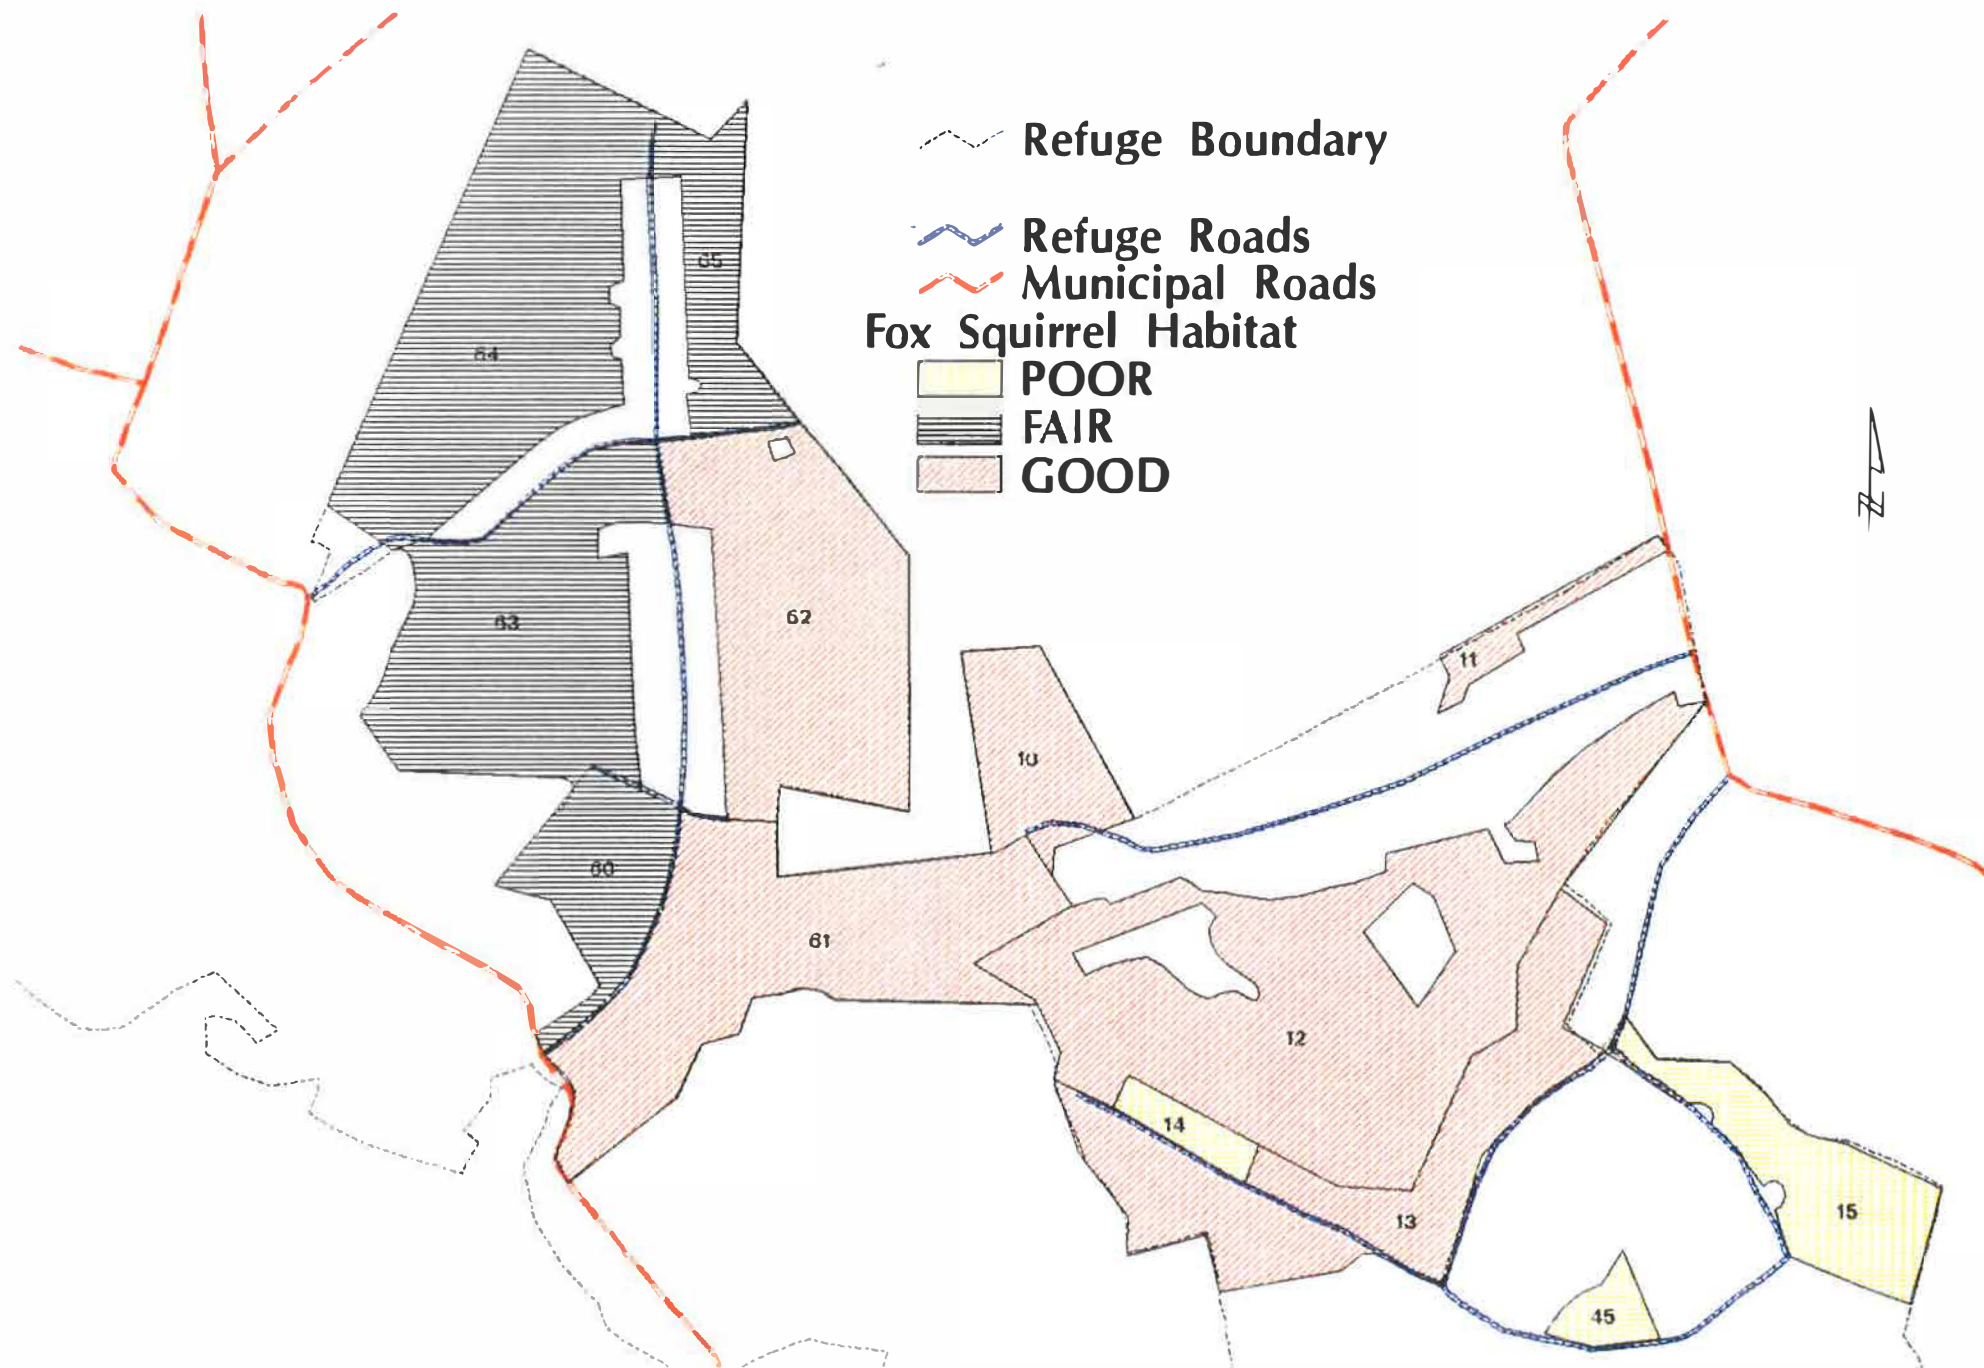 Refuge Boundary
Refuge Roads
Municipal Roads
Fox Squirrel Habitat
POOR
FAIR
GOOD
65
64
62
63
11
10
60
61
12
14
13
15
45